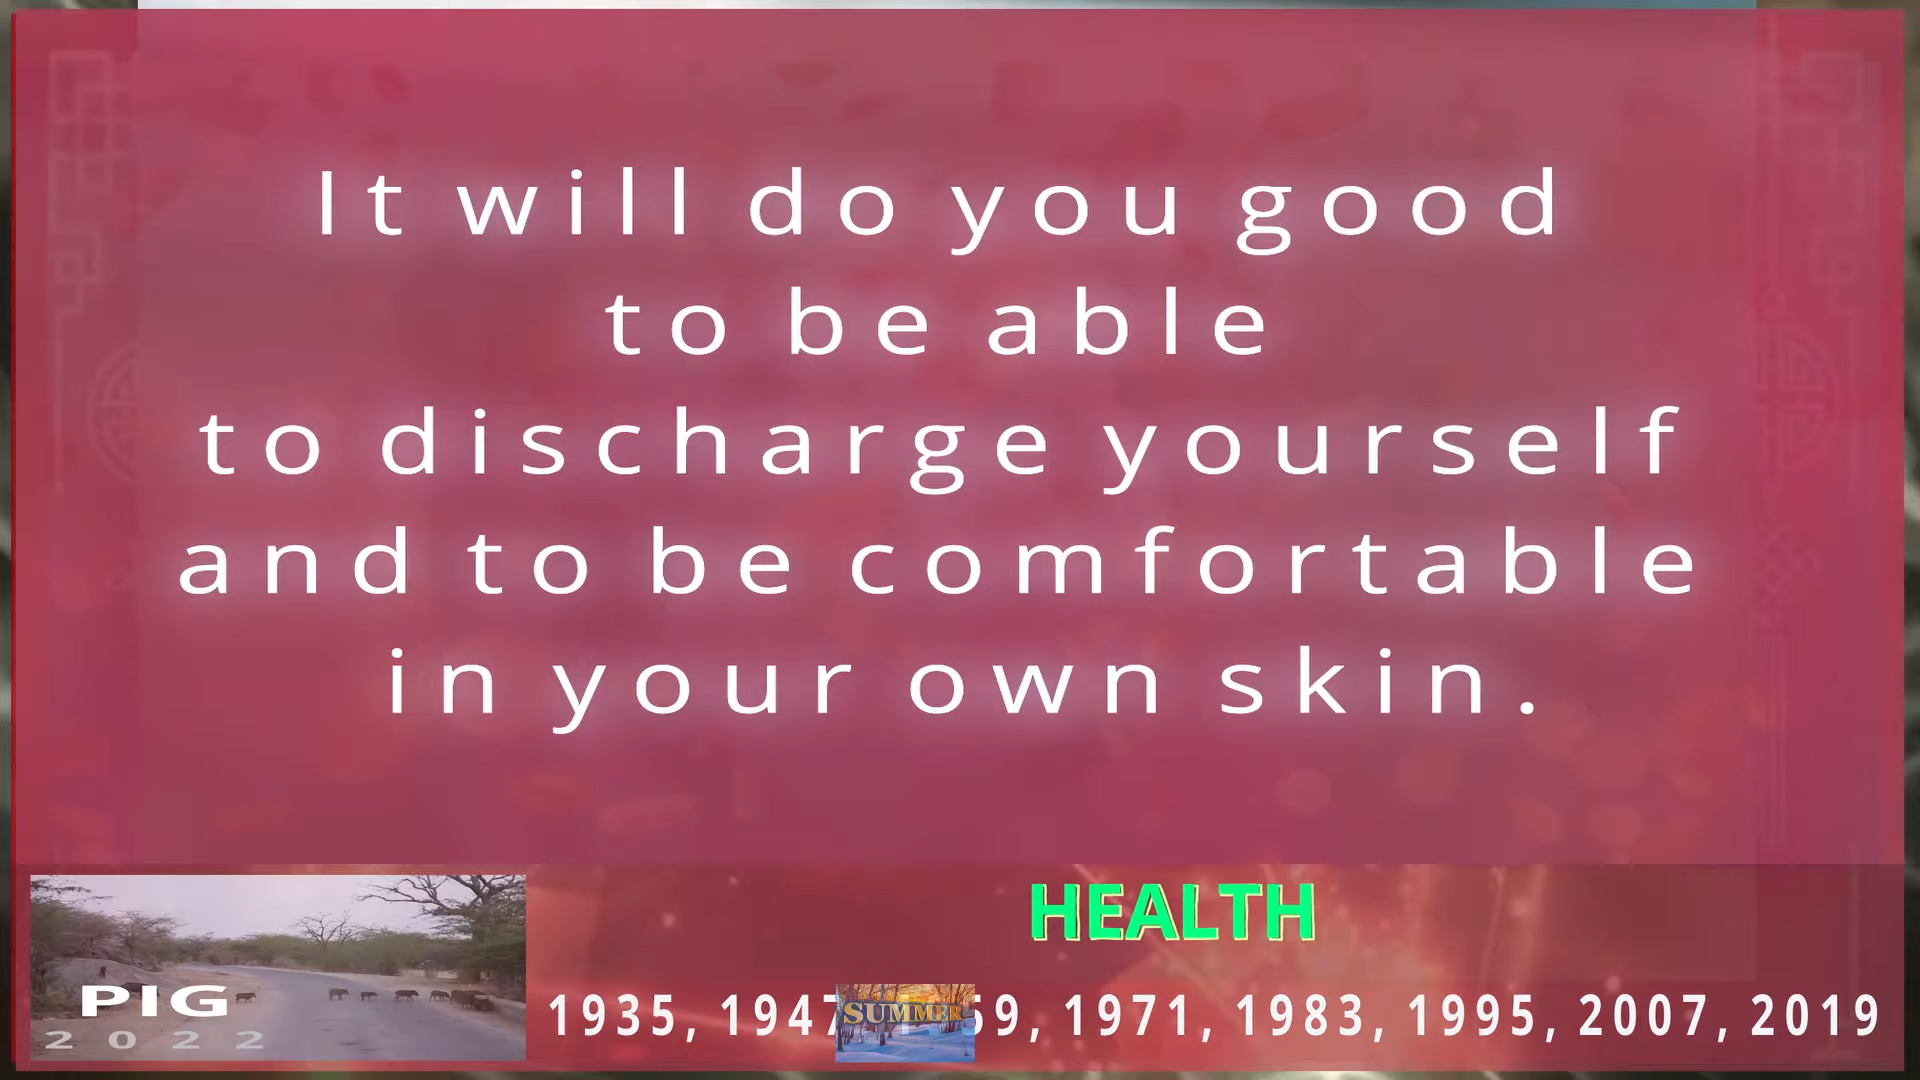 It will do you good
to be able
to discharge yourself
and to be comfortable
in your own skin.
HEALTH
PIG
2022
1935, 1947 59, 1971, 1983, 1995, 2007, 2019
SUMMER